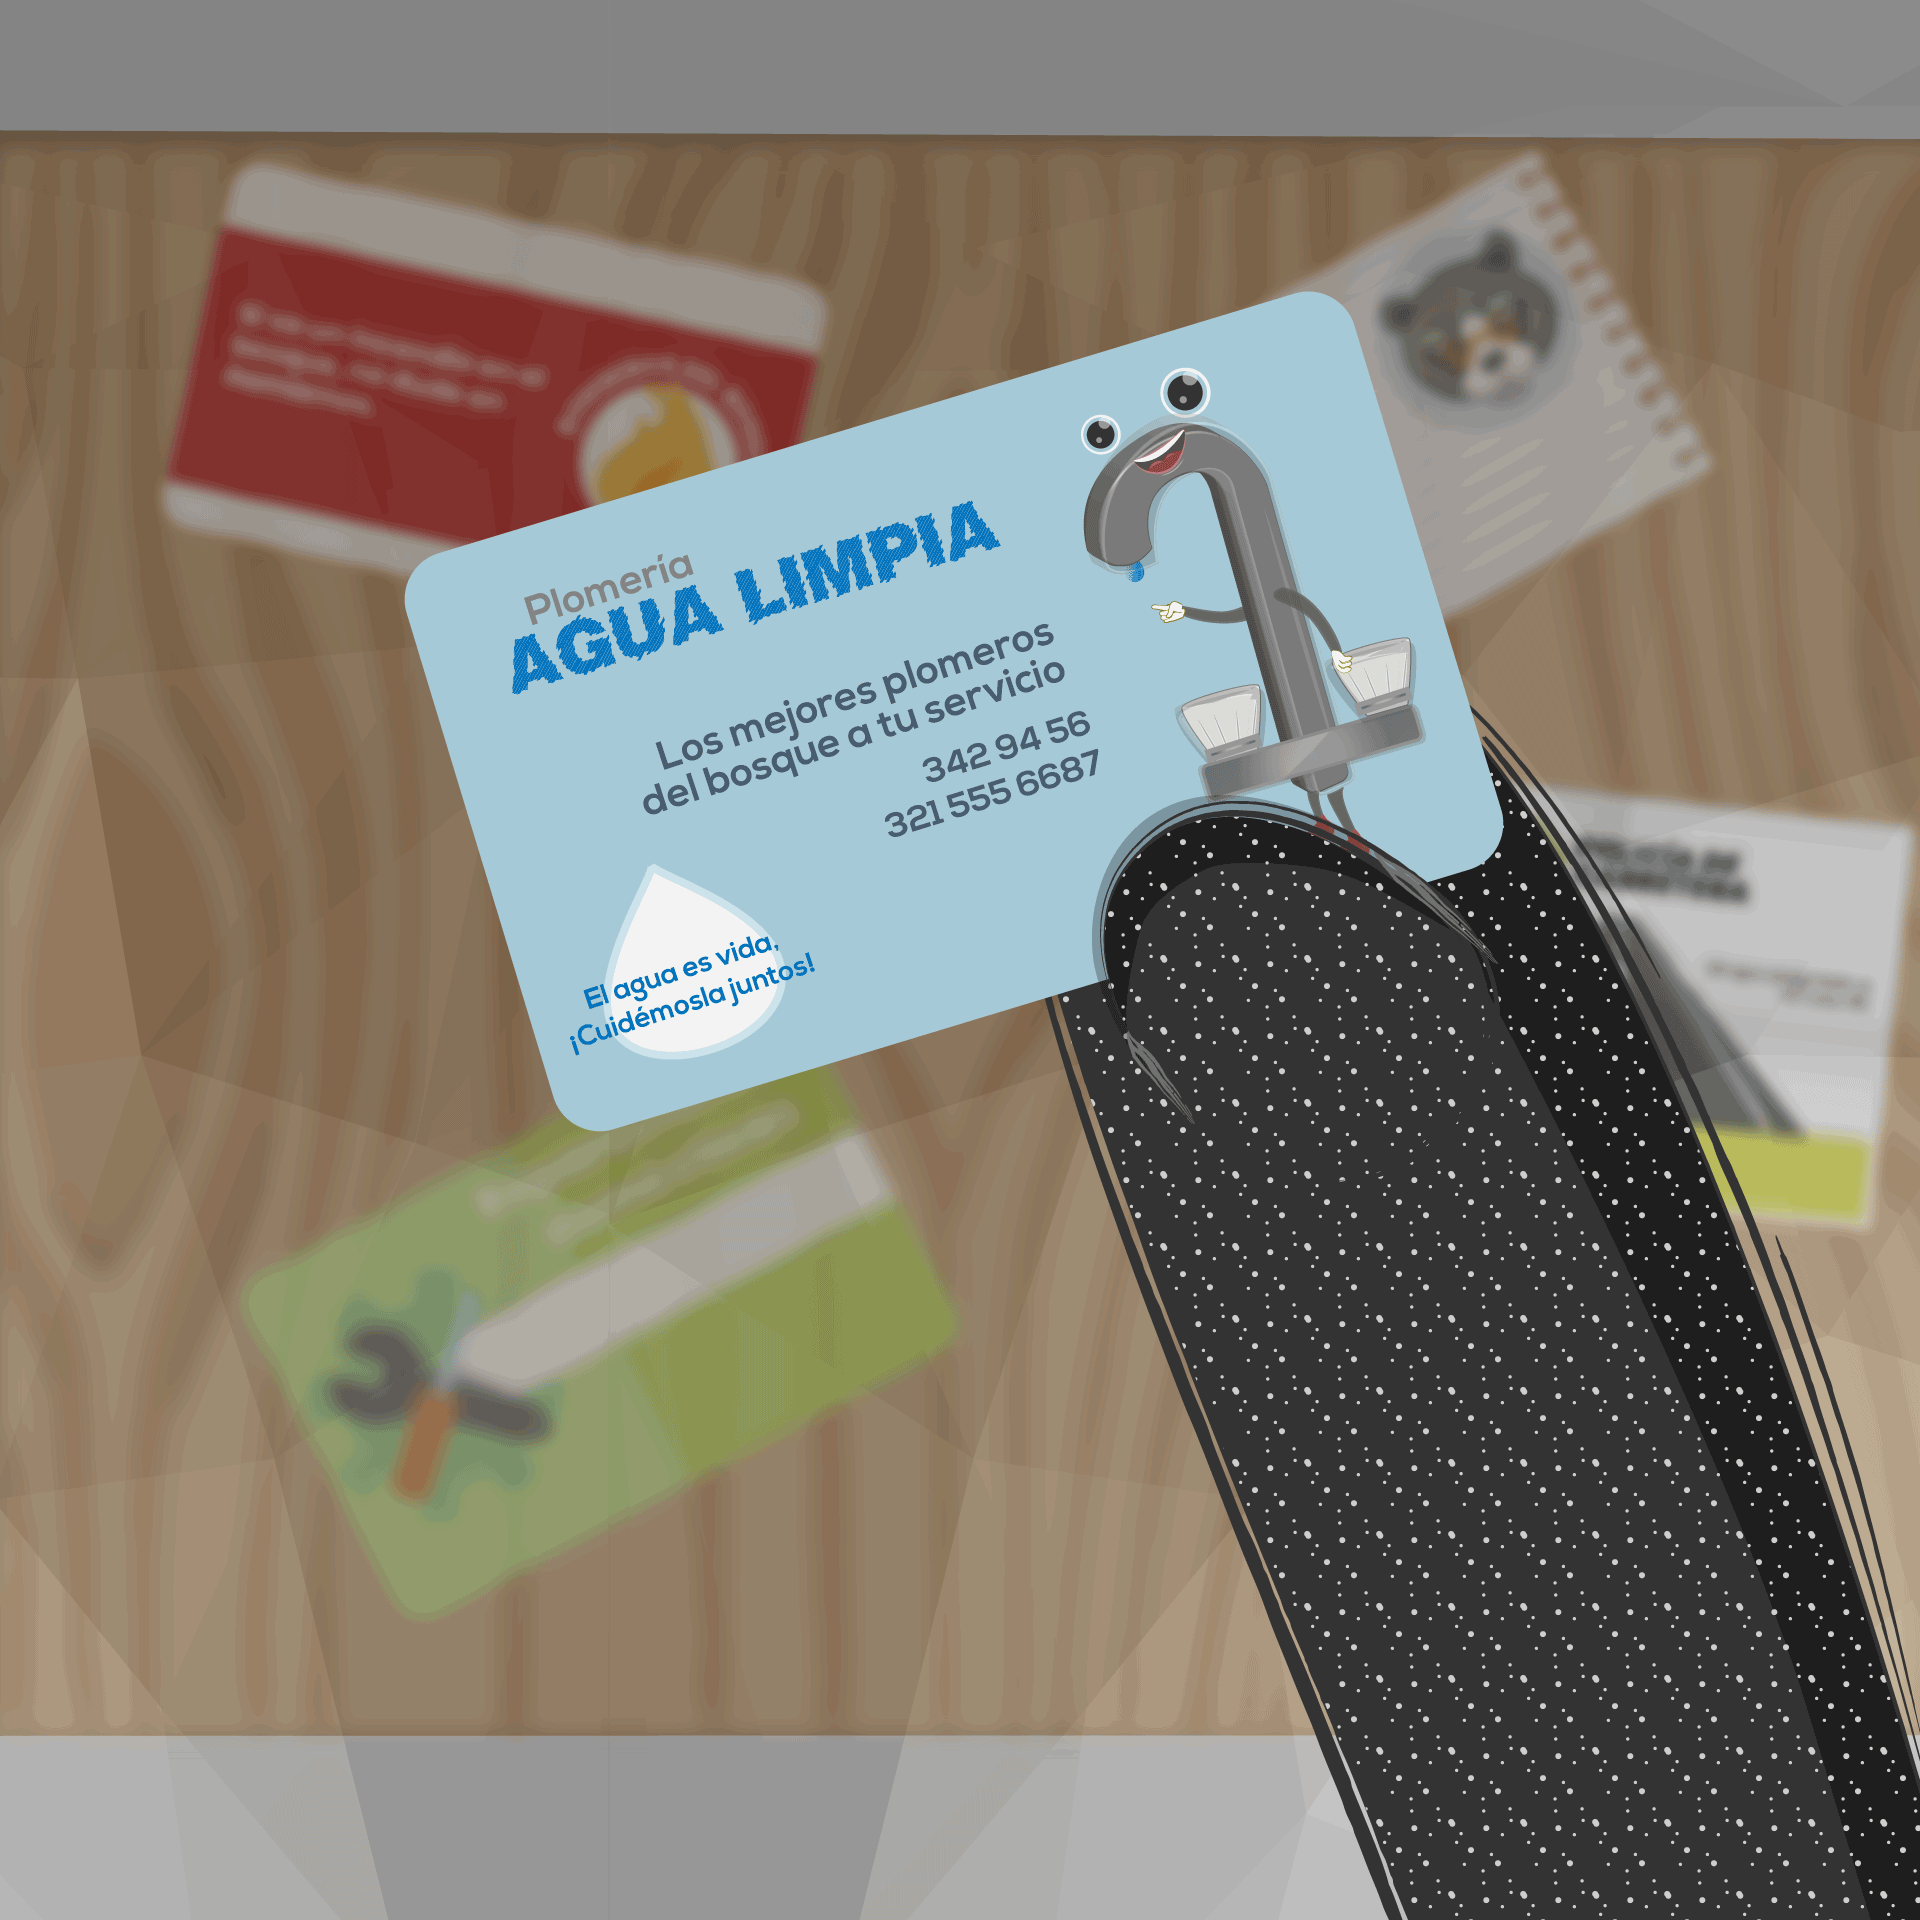 Plomería
AGUA LIMPIA
Los mejores plomeros
del bosque a tu servicio
342 94 56
321 555 6687
El agua es vida,
¡Cuidémosla juntos!